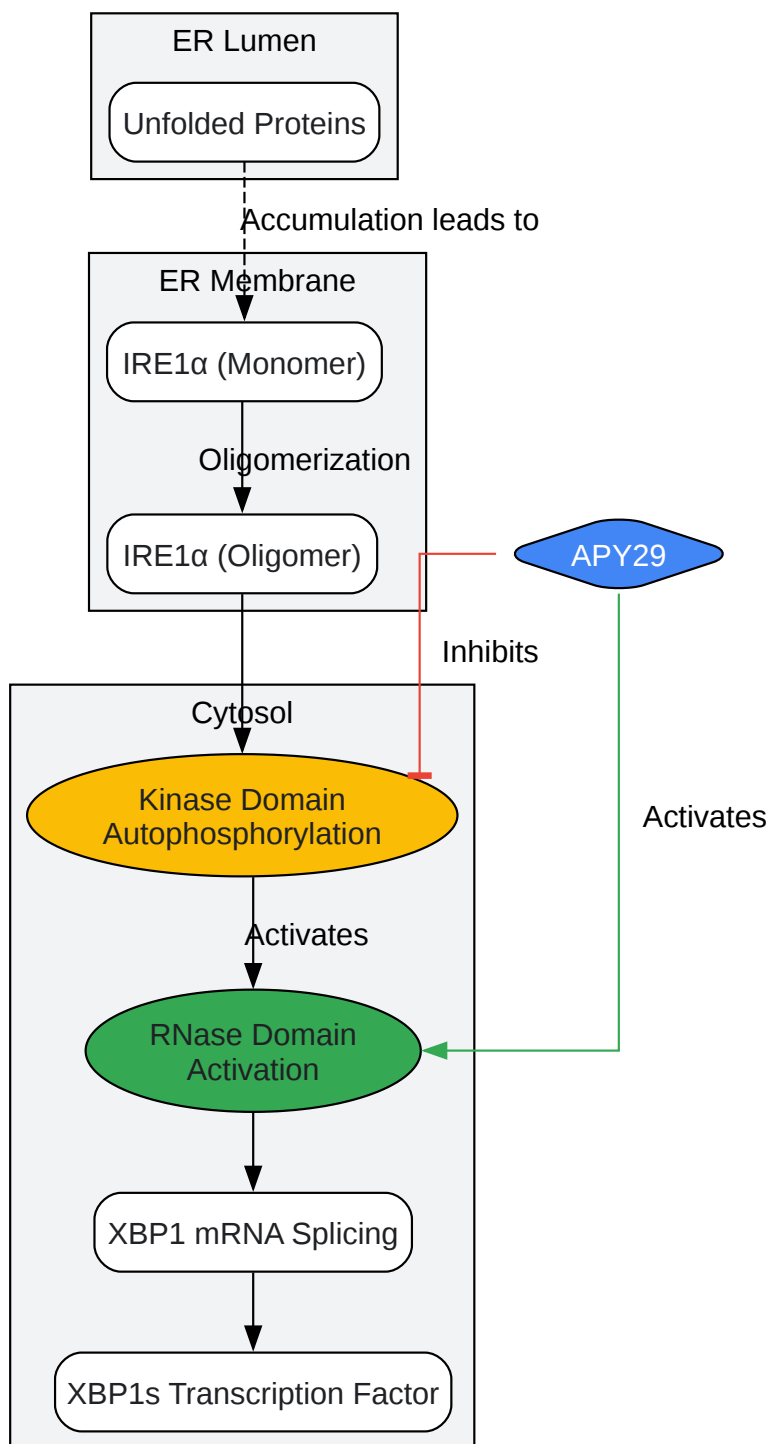 ER Lumen
Unfolded Proteins
Accumulation leads to
ER Membrane
IRE1α (Monomer)
Oligomerization
IRE1α (Oligomer)
APY29
Inhibits
Cytosol
Kinase Domain
Autophosphorylation
Activates
Activates
RNase Domain
Activation
XBP1 mRNA Splicing
XBP1s Transcription Factor